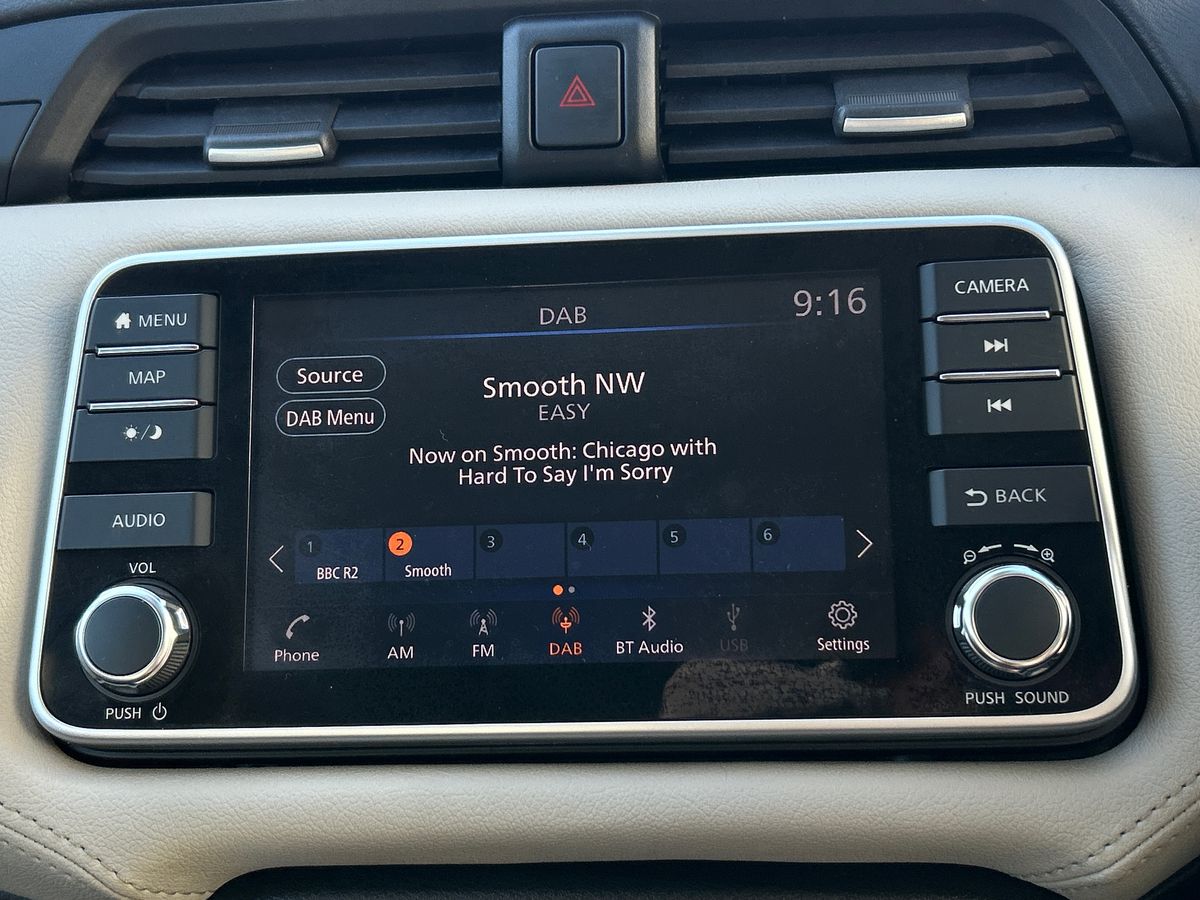 DAB
9:16
CAMERA
MENU
MAP
AUDIO
VOL
PUSH
Source
DAB Menu
Smooth NW
EASY
Now on Smooth: Chicago with
Hard To Say I'm Sorry
1
BBC R2
2
Smooth
3
4
5
6
Phone
AM
FM
DAB
BT Audio
USB
Settings
BACK
PUSH SOUND